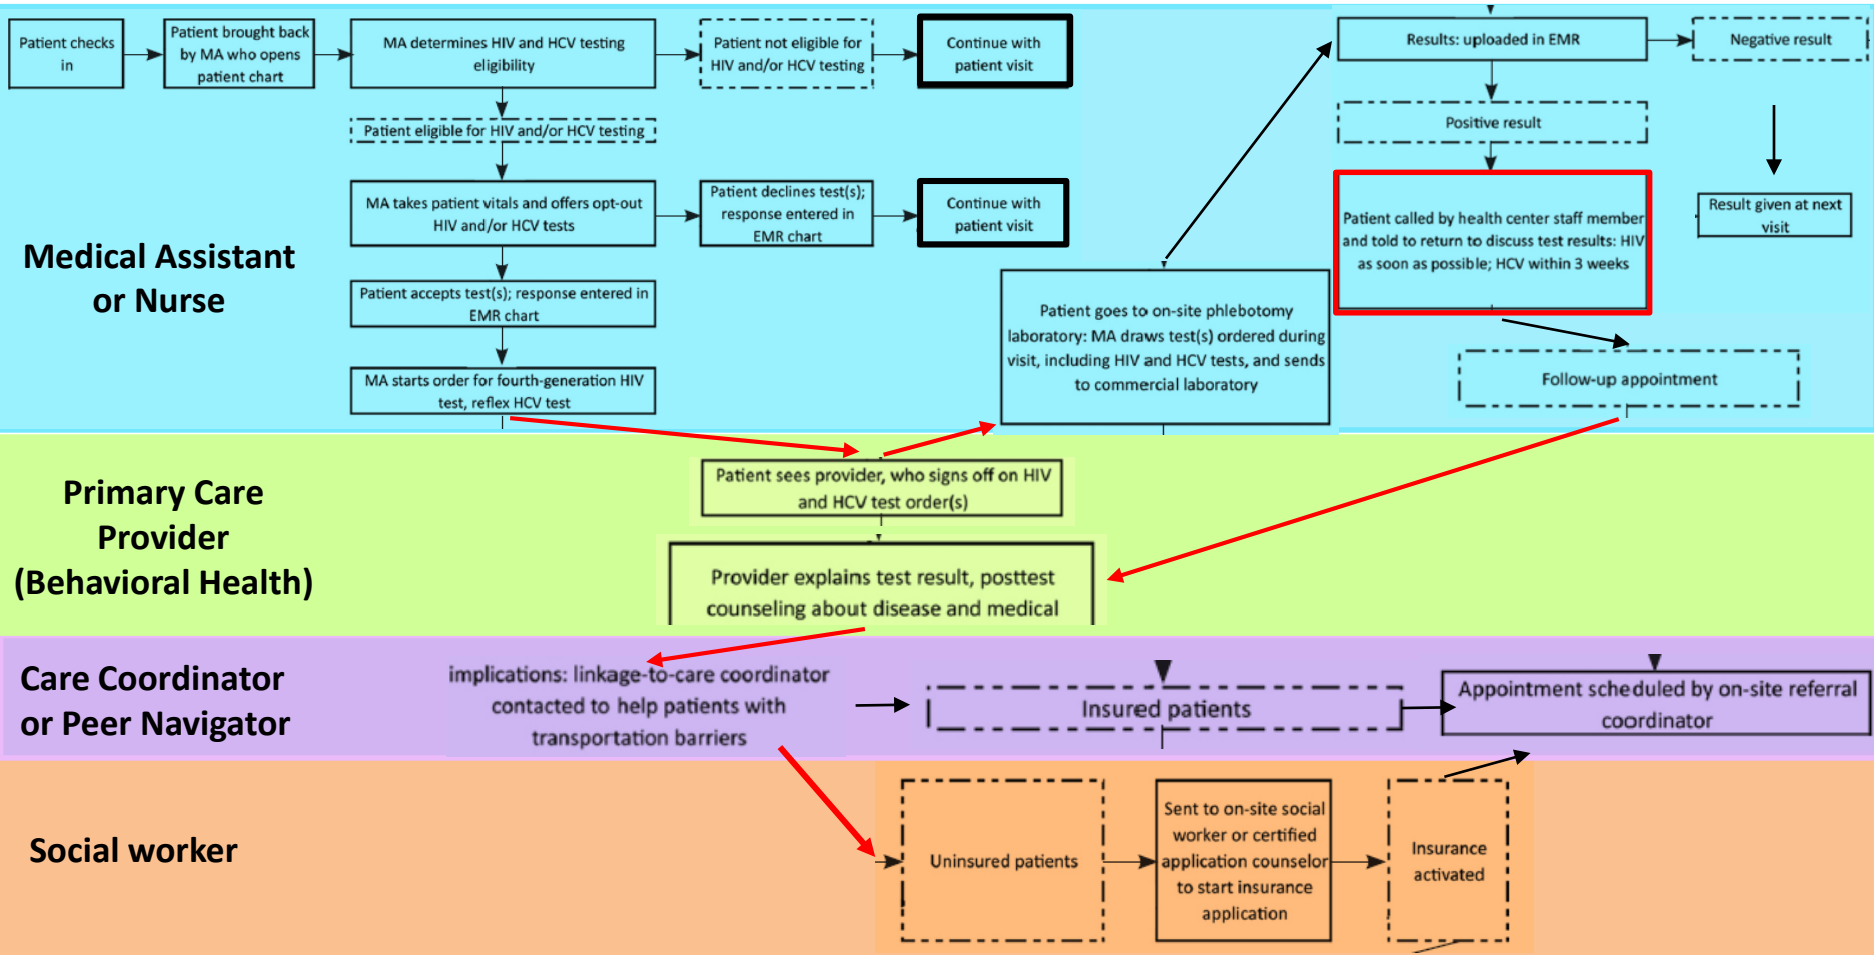 Patient checks
in
Patient brought back
by MA who opens
patient chart
MA determines HIV and HCV testing
eligibility
Patient not eligible for
HIV and/or HCV testing
Continue with
patient visit
Results: uploaded in EMR
Negative result
Patient eligible for HIV and/or HCV testing
Positive result
MA takes patient vitals and offers opt-out
HIV and/or HCV tests
Patient declines test(s);
response entered in
EMR chart
Continue with
patient visit
Patient called by health center staff member
and told to return to discuss test results: HIV
as soon as possible; HCV within 3 weeks
Result given at next
visit
Medical Assistant
or Nurse
Patient accepts test(s); response entered in
EMR chart
Patient goes to on-site phlebotomy
laboratory: MA draws test(s) ordered during
visit, including HIV and HCV tests, and sends
to commercial laboratory
MA starts order for fourth-generation HIV
test, reflex HCV test
Follow-up appointment
Primary Care
Provider
(Behavioral Health)
Patient sees provider, who signs off on HIV
and HCV test order(s)
Provider explains test result, posttest
counseling about disease and medical
Care Coordinator
or Peer Navigator
implications: linkage-to-care coordinator
contacted to help patients with
transportation barriers
Insured patients
Appointment scheduled by on-site referral
coordinator
Social worker
Uninsured patients
Sent to on-site social
worker or certified
application counselor
to start insurance
application
Insurance
activated